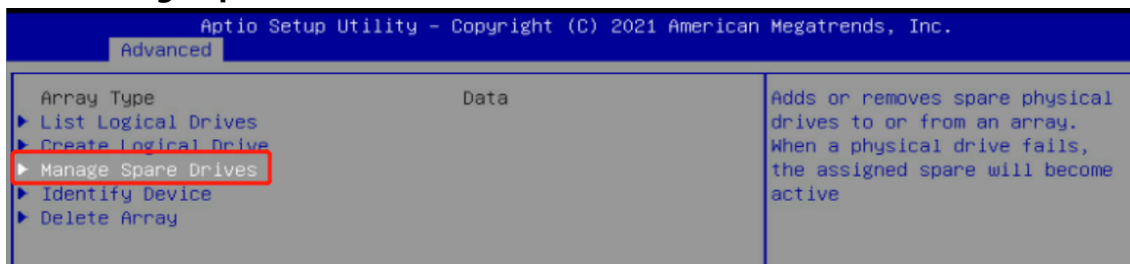 Aptio Setup Utility – Copyright (C) 2021 American Megatrends, Inc.
Advanced
Array Type Data
List Logical Drives
Create Logical Drive
Manage Spare Drives
Identify Device
Delete Array
Adds or removes spare physical
drives to or from an array.
When a physical drive fails,
the assigned spare will become
active